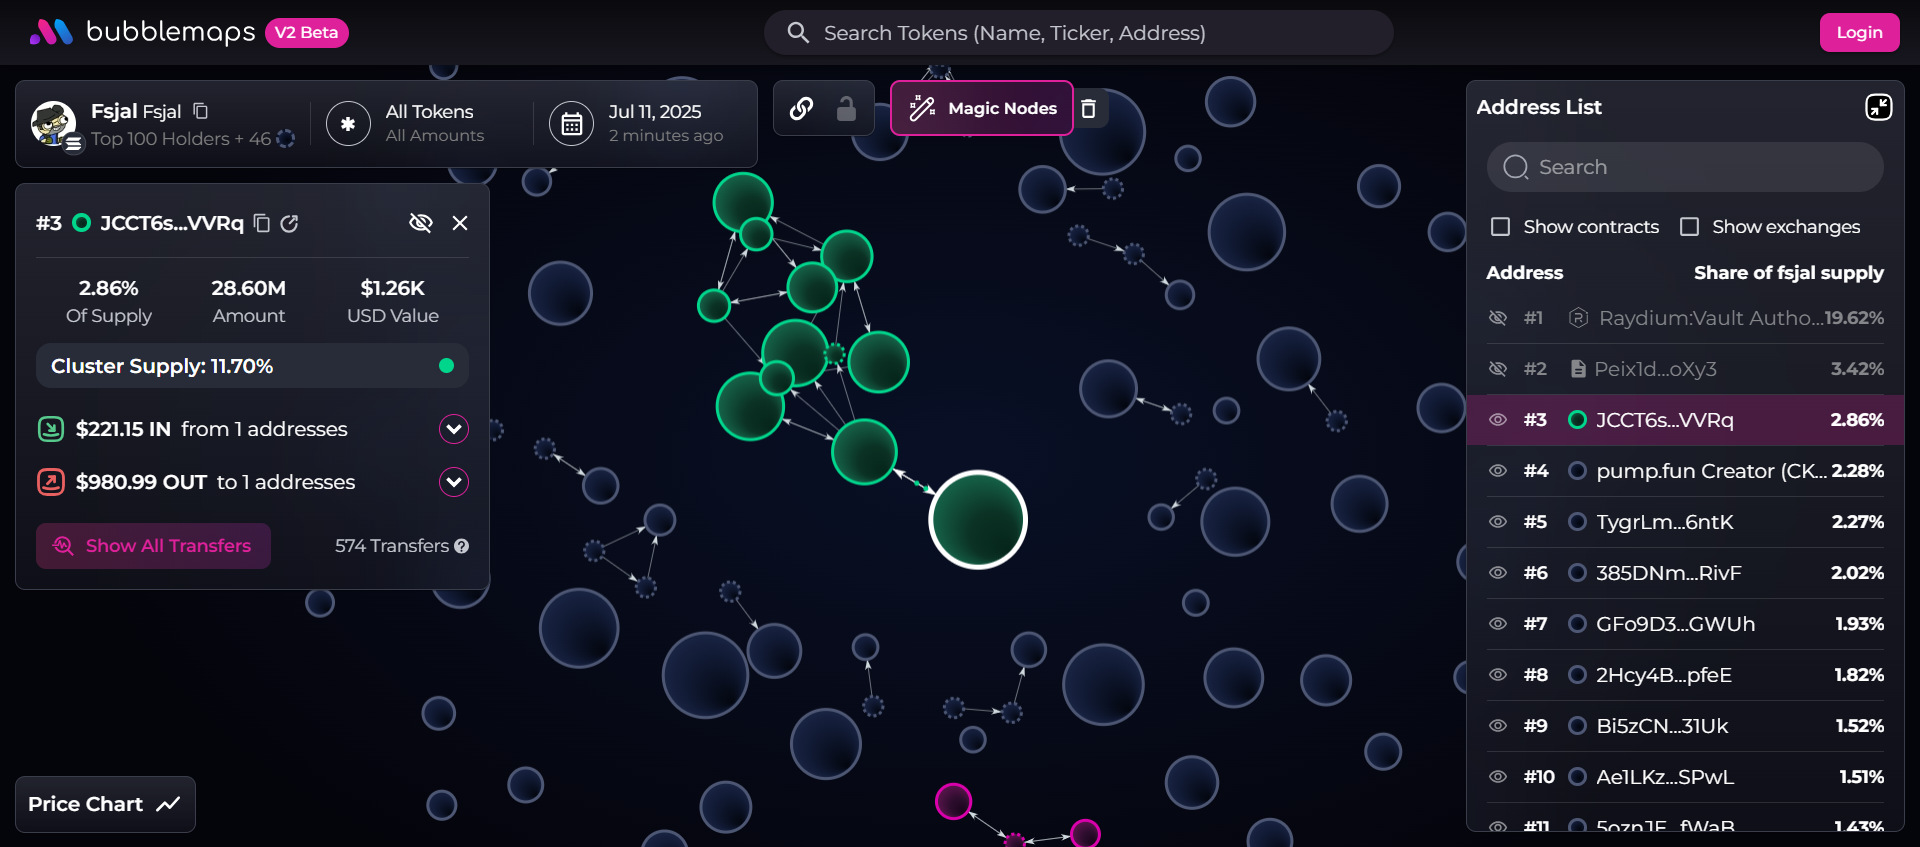 bubblemaps V2 Beta
Search Tokens (Name, Ticker, Address)
Login
Fsjal Fsjal
Top 100 Holders + 46
All Tokens
All Amounts
Jul 11, 2025
2 minutes ago
Magic Nodes
#3 JCCT6s...VVRq
2.86% 28.60M $1.26K
Of Supply Amount USD Value
Cluster Supply: 11.70%
$221.15 IN from 1 addresses
$980.99 OUT to 1 addresses
Show All Transfers 574 Transfers
Price Chart
Address List
Search
Show contracts Show exchanges
Address Share of fsjal supply
#1 Raydium:Vault Autho... 19.62%
#2 Peix1d...oXy3 3.42%
#3 JCCT6s...VVRq 2.86%
#4 pump.fun Creator (CK... 2.28%
#5 TygrLm...6ntK 2.27%
#6 385DNm...RivF 2.02%
#7 GFo9D3...GWUh 1.93%
#8 2Hcy4B...pfeE 1.82%
#9 Bi5zCN...31Uk 1.52%
#10 Ae1LKz...SPwL 1.51%
#11 1.43%